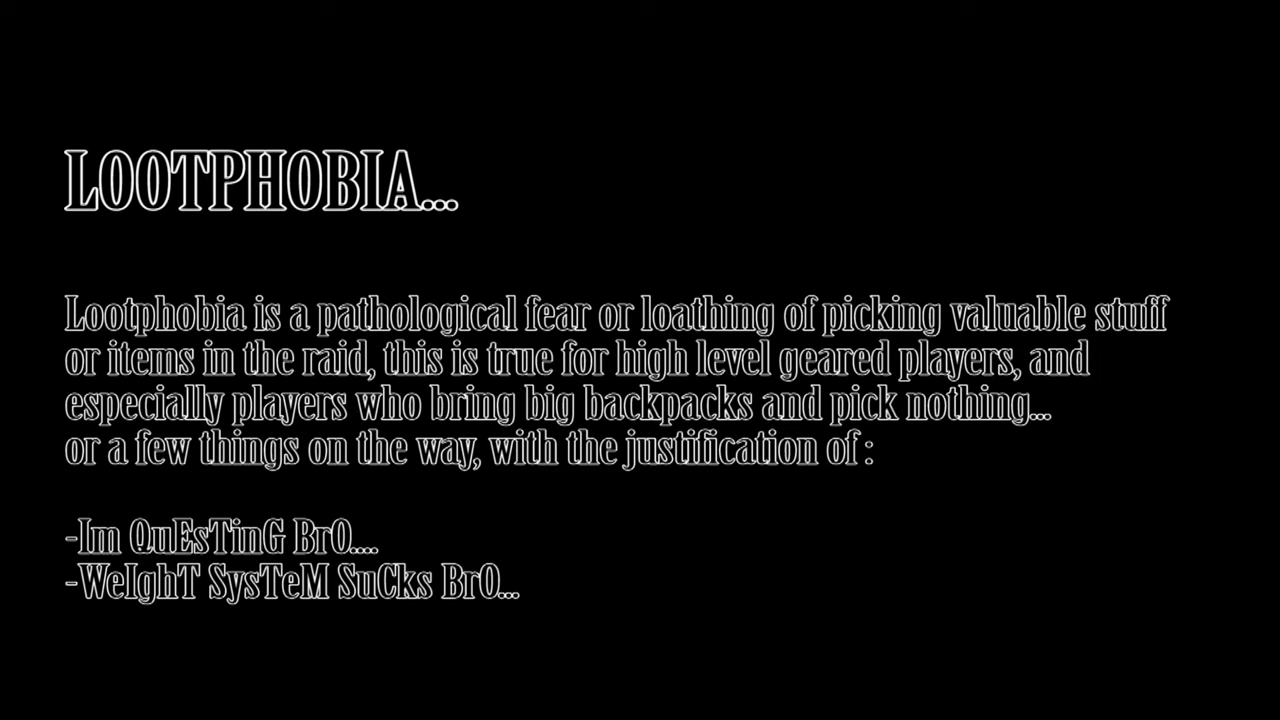 LOOTPHOBIA...
Lootphobia is a pathological fear or loathing of picking valuable stuff
or items in the raid, this is true for high level geared players, and
especially players who bring big backpacks and pick nothing...
or a few things on the way, with the justification of :
-Im QuEsTinG BrO....
-WeIghT SysTeM SuCks BrO...